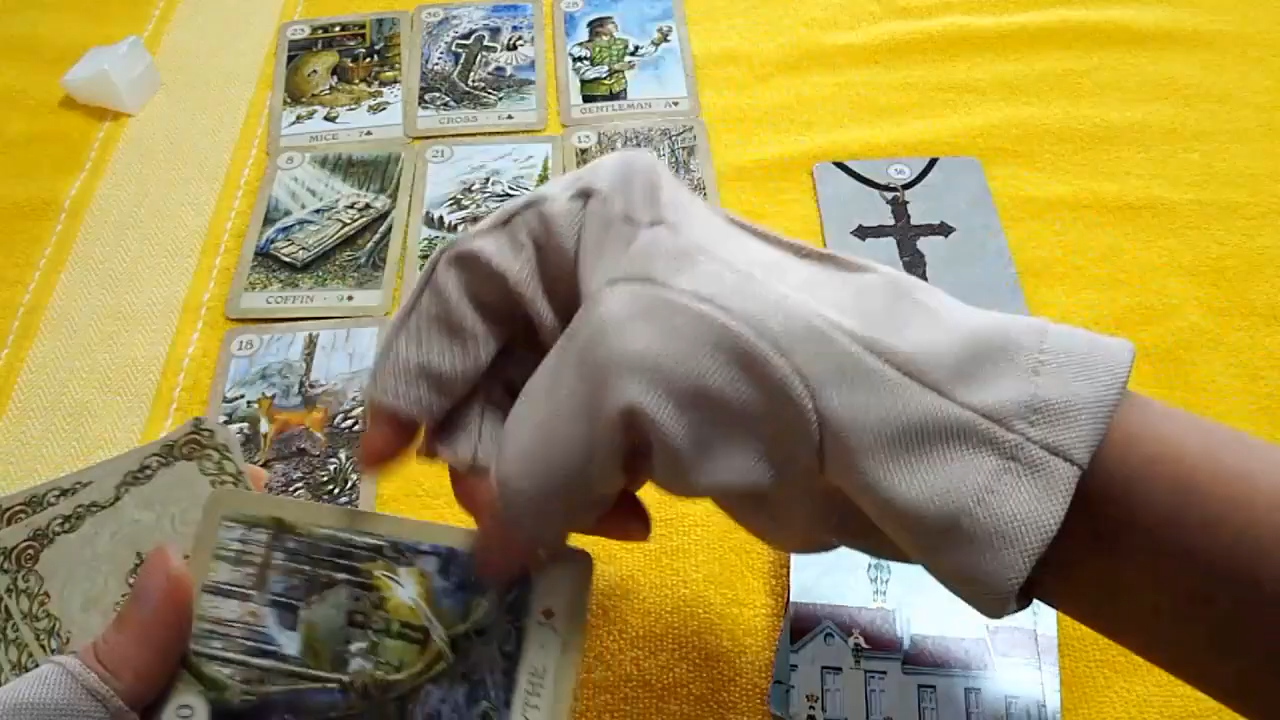 23
MICE · 7♣
36
CROSS · 6♣
28
GENTLEMAN · A♥
8
COFFIN · 9♦
21
13
36
18